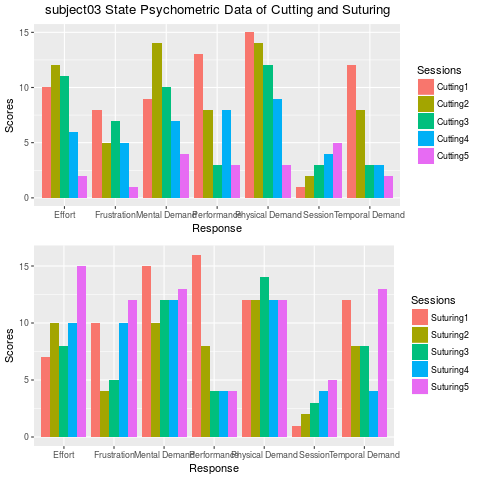 subject03 State Psychometric Data of Cutting and Suturing
15
10
5
0
Scores
Effort Frustration Mental Demand Performance Physical Demand Session Temporal Demand
Response
Sessions
Cutting1
Cutting2
Cutting3
Cutting4
Cutting5
15
10
5
0
Scores
Effort Frustration Mental Demand Performance Physical Demand Session Temporal Demand
Response
Sessions
Suturing1
Suturing2
Suturing3
Suturing4
Suturing5